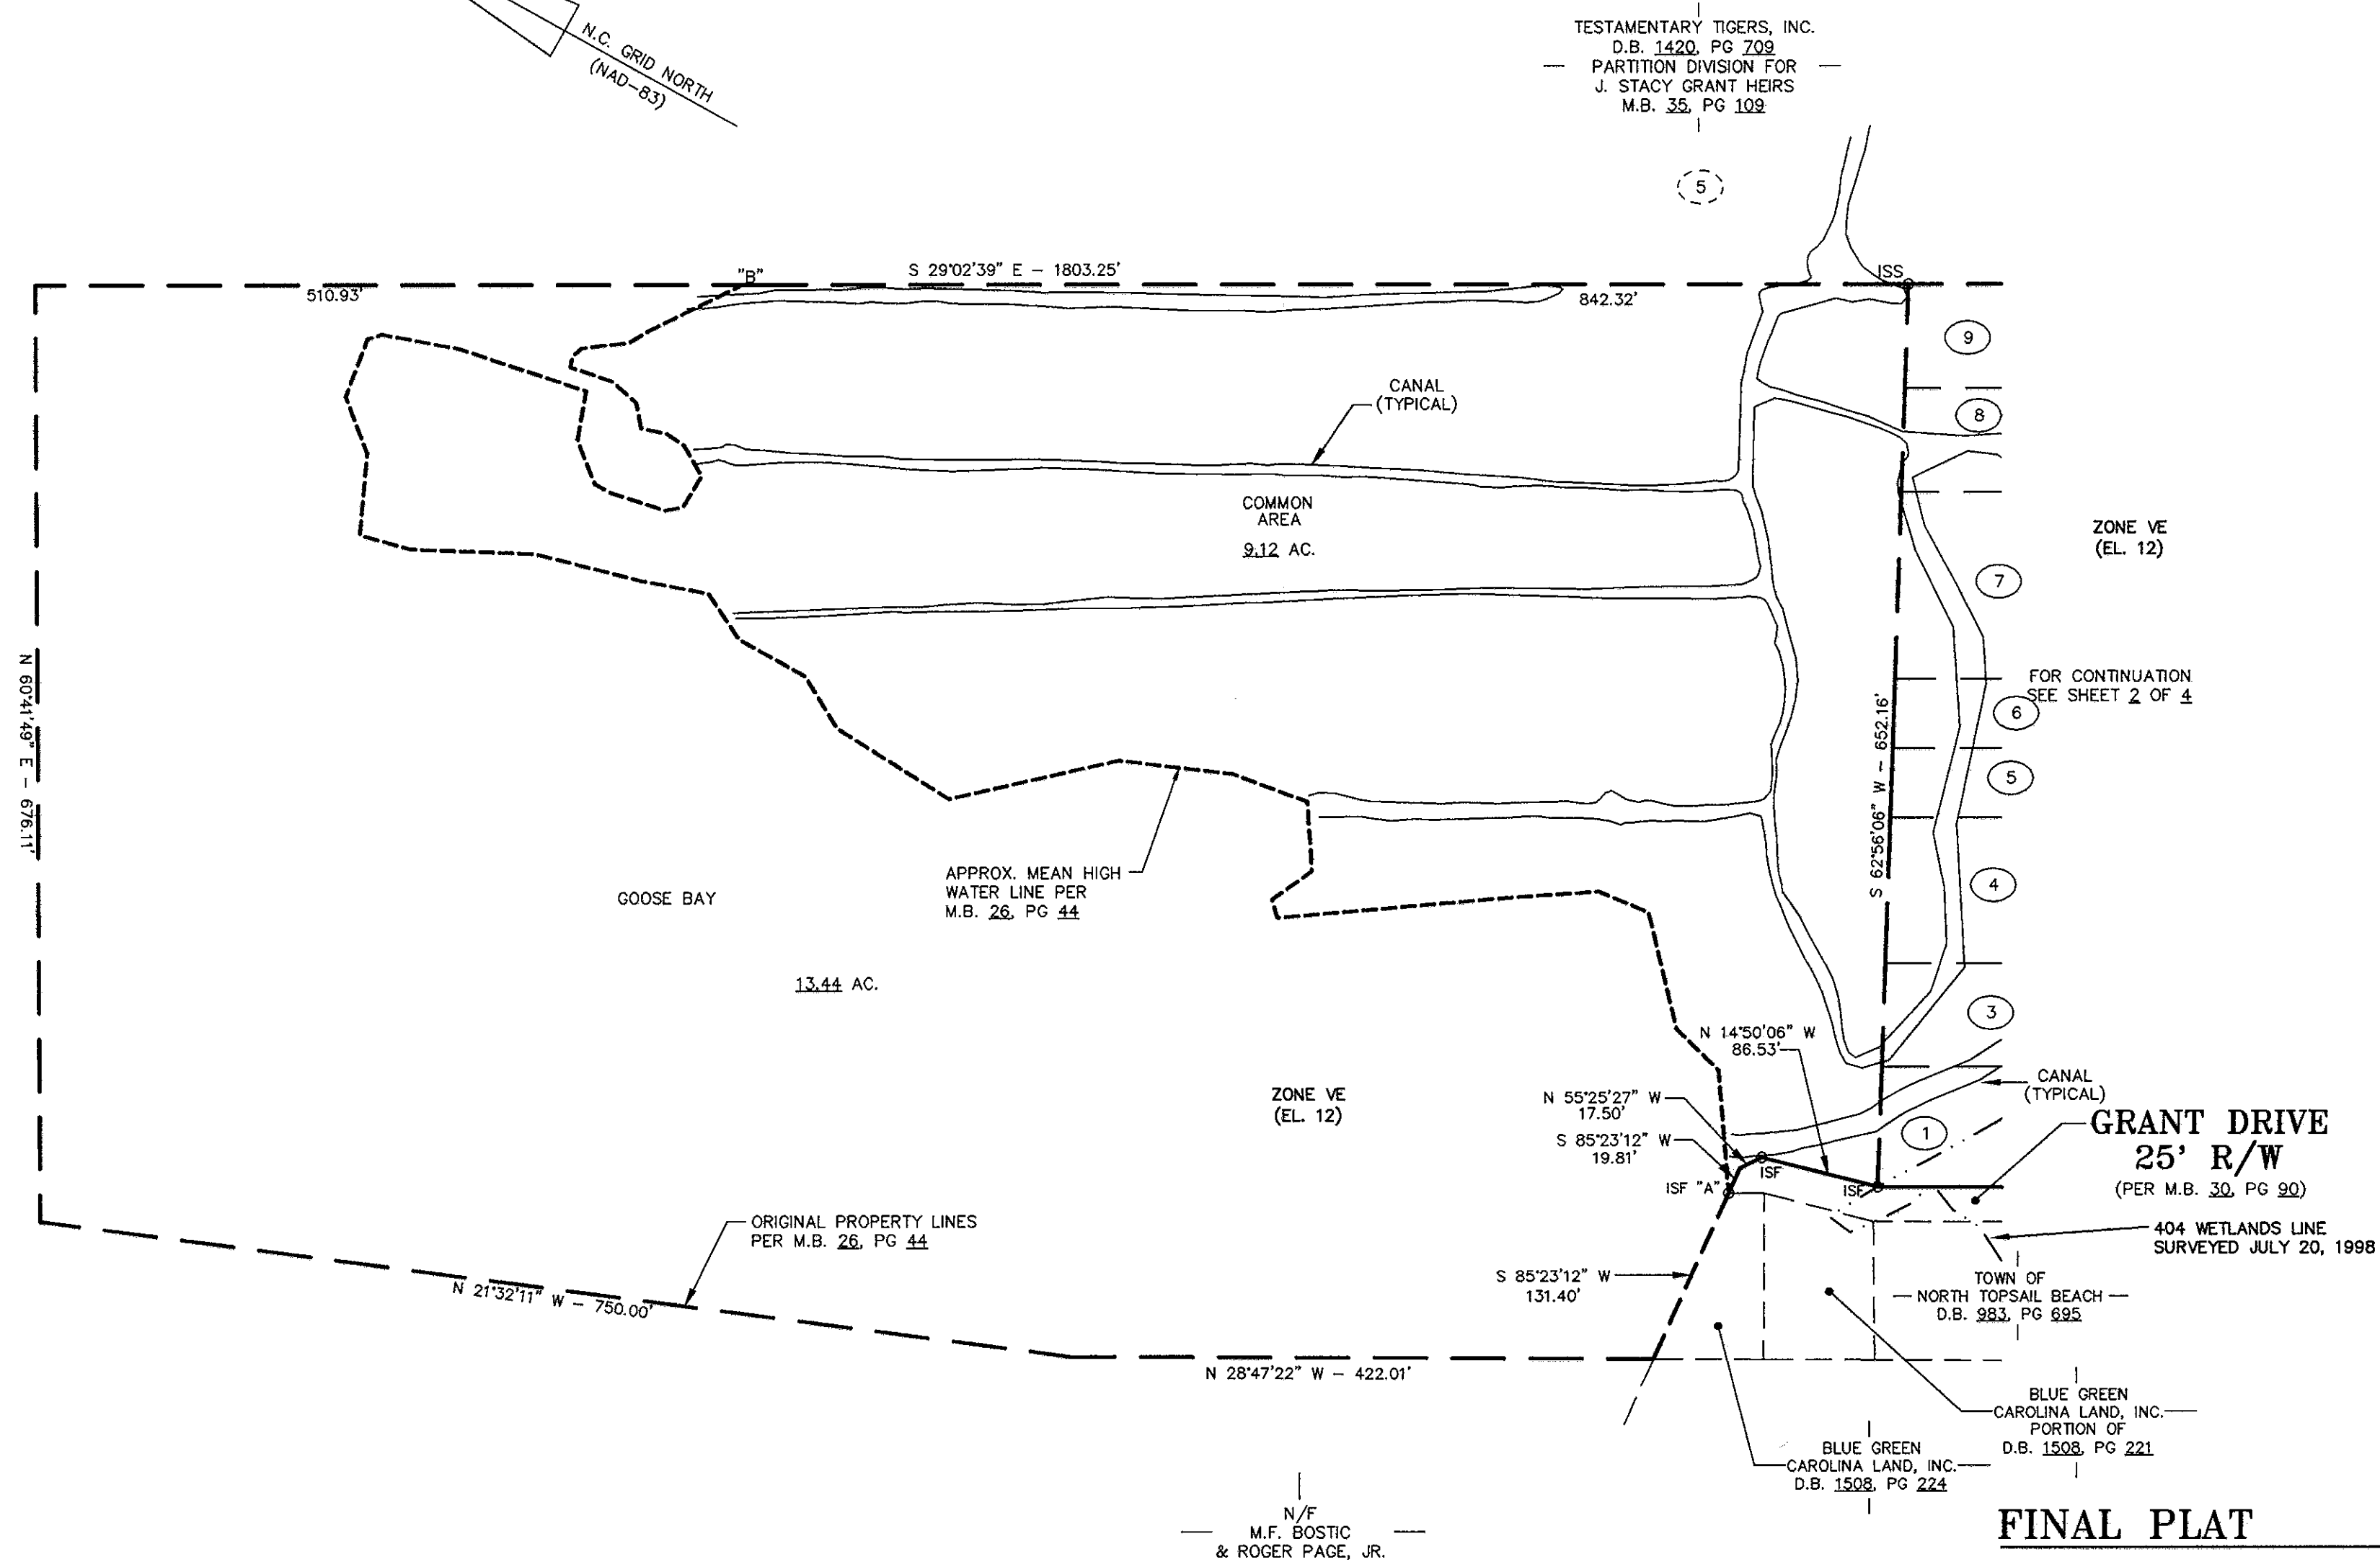 N.C. GRID NORTH
(NAD-83)
TESTAMENTARY TIGERS, INC.
D.B. 1420, PG 709
PARTITION DIVISION FOR
J. STACY GRANT HEIRS
M.B. 35, PG 109
5
"B"
S 29°02'39" E - 1803.25'
ISS
510.93'
842.32'
9
CANAL
(TYPICAL)
8
COMMON
AREA
9.12 AC.
ZONE VE
(EL. 12)
7
N 60°41'49" E - 676.11'
FOR CONTINUATION
SEE SHEET 2 OF 4
6
S 62°56'06" W - 652.16'
5
APPROX. MEAN HIGH
WATER LINE PER
M.B. 26, PG 44
4
GOOSE BAY
13.44 AC.
3
N 14°50'06" W
86.53'
ZONE VE
(EL. 12)
N 55°25'27" W
17.50'
CANAL
(TYPICAL)
S 85°23'12" W
19.81'
1
GRANT DRIVE
25' R/W
(PER M.B. 30, PG 90)
ISF
ISF "A"
ISF
ORIGINAL PROPERTY LINES
PER M.B. 26, PG 44
404 WETLANDS LINE
SURVEYED JULY 20, 1998
S 85°23'12" W
131.40'
TOWN OF
NORTH TOPSAIL BEACH
D.B. 983, PG 695
N 21°32'11" W - 750.00'
N 28°47'22" W - 422.01'
BLUE GREEN
CAROLINA LAND, INC.
PORTION OF
D.B. 1508, PG 221
BLUE GREEN
CAROLINA LAND, INC.
D.B. 1508, PG 224
N/F
M.F. BOSTIC
& ROGER PAGE, JR.
FINAL PLAT